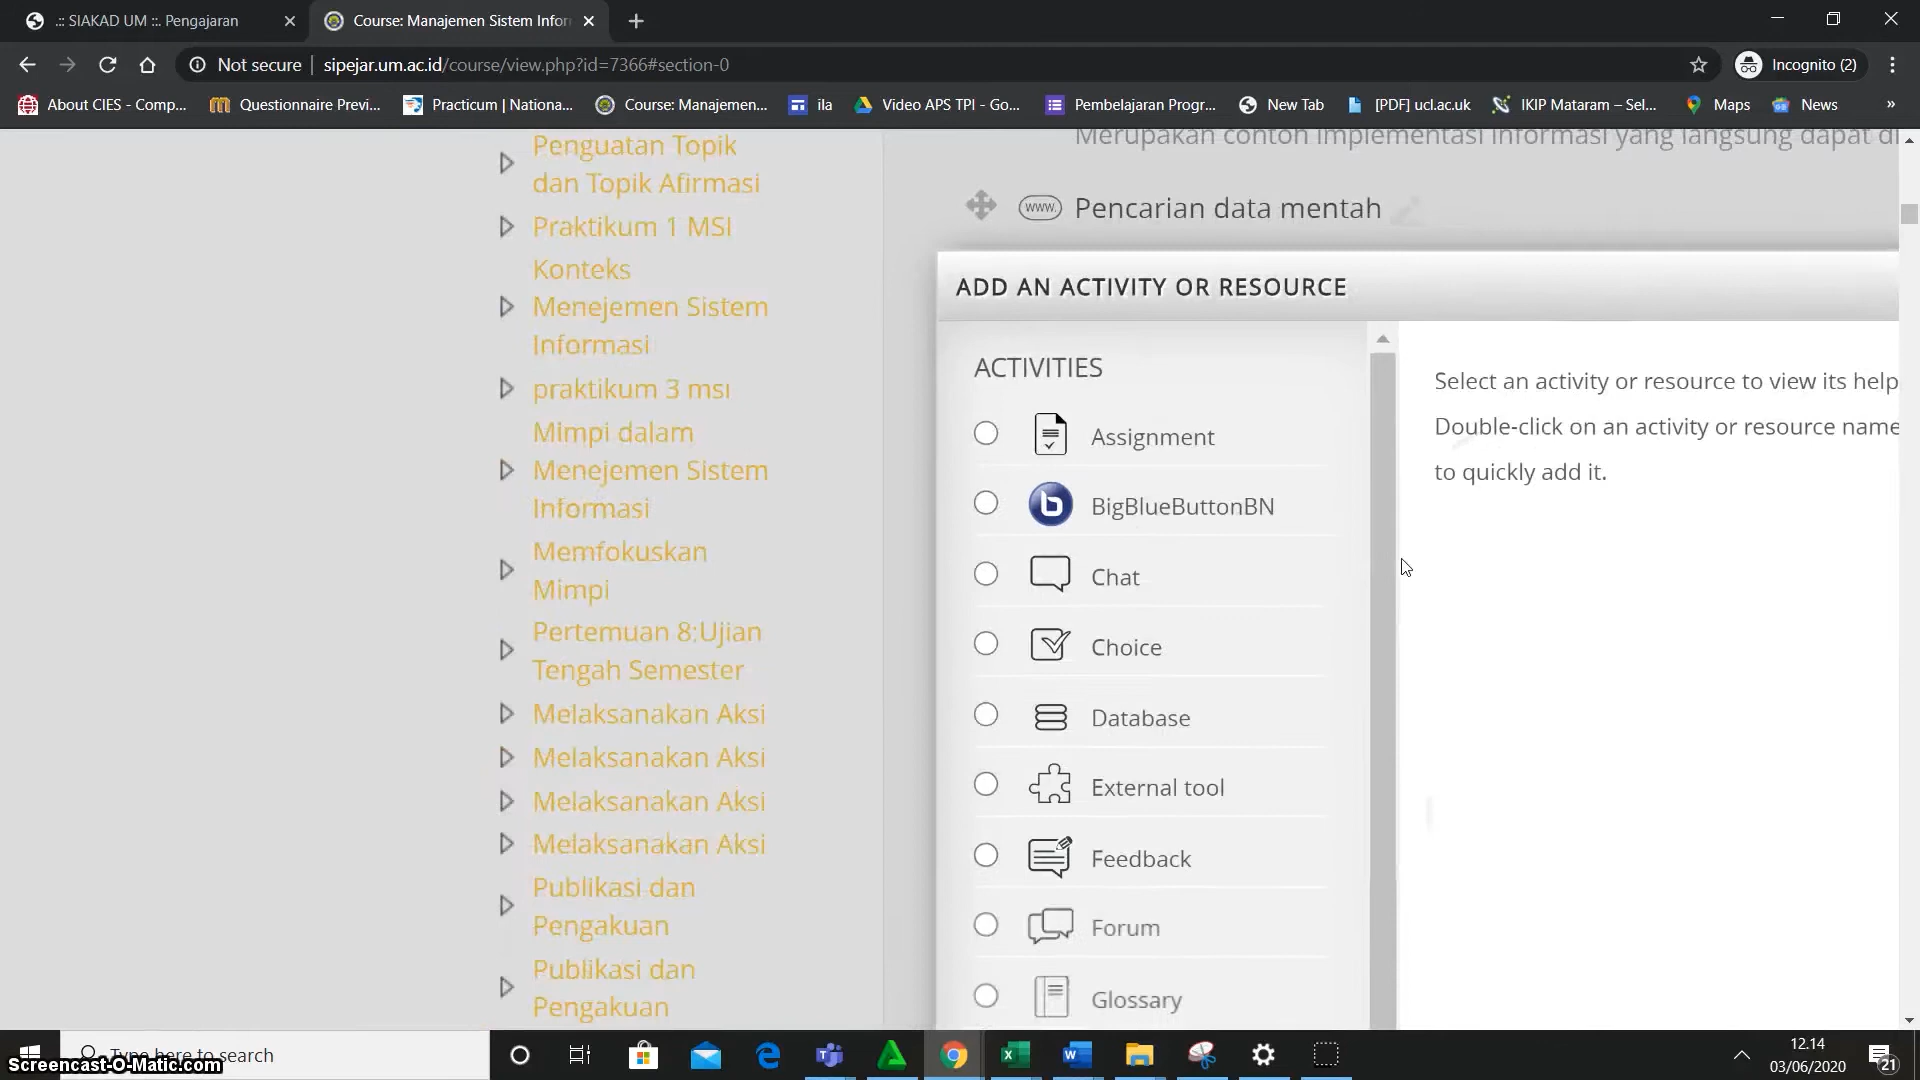 .:: SIAKAD UM ::. Pengajaran
Course: Manajemen Sistem Infor
Not secure
sipejar.um.ac.id/course/view.php?id=7366#section-0
Incognito (2)
About CIES - Comp...
Questionnaire Previ...
Practicum | Nationa...
Course: Manajemen...
ila
Video APS TPI - Go...
Pembelajaran Progr...
New Tab
[PDF] ucl.ac.uk
IKIP Mataram – Sel...
Maps
News
»
Penguatan Topik
dan Topik Afirmasi
Praktikum 1 MSI
Konteks
Menejemen Sistem
Informasi
praktikum 3 msi
Mimpi dalam
Menejemen Sistem
Informasi
Memfokuskan
Mimpi
Pertemuan 8:Ujian
Tengah Semester
Melaksanakan Aksi
Melaksanakan Aksi
Melaksanakan Aksi
Melaksanakan Aksi
Publikasi dan
Pengakuan
Publikasi dan
Pengakuan
Merupakan contoh implementasi informasi yang langsung dapat di
www.
Pencarian data mentah
ADD AN ACTIVITY OR RESOURCE
ACTIVITIES
Assignment
BigBlueButtonBN
Chat
Choice
Database
External tool
Feedback
Forum
Glossary
Select an activity or resource to view its help
Double-click on an activity or resource name
to quickly add it.
Type here to search
Screencast-O-Matic.com
12.14
03/06/2020
21